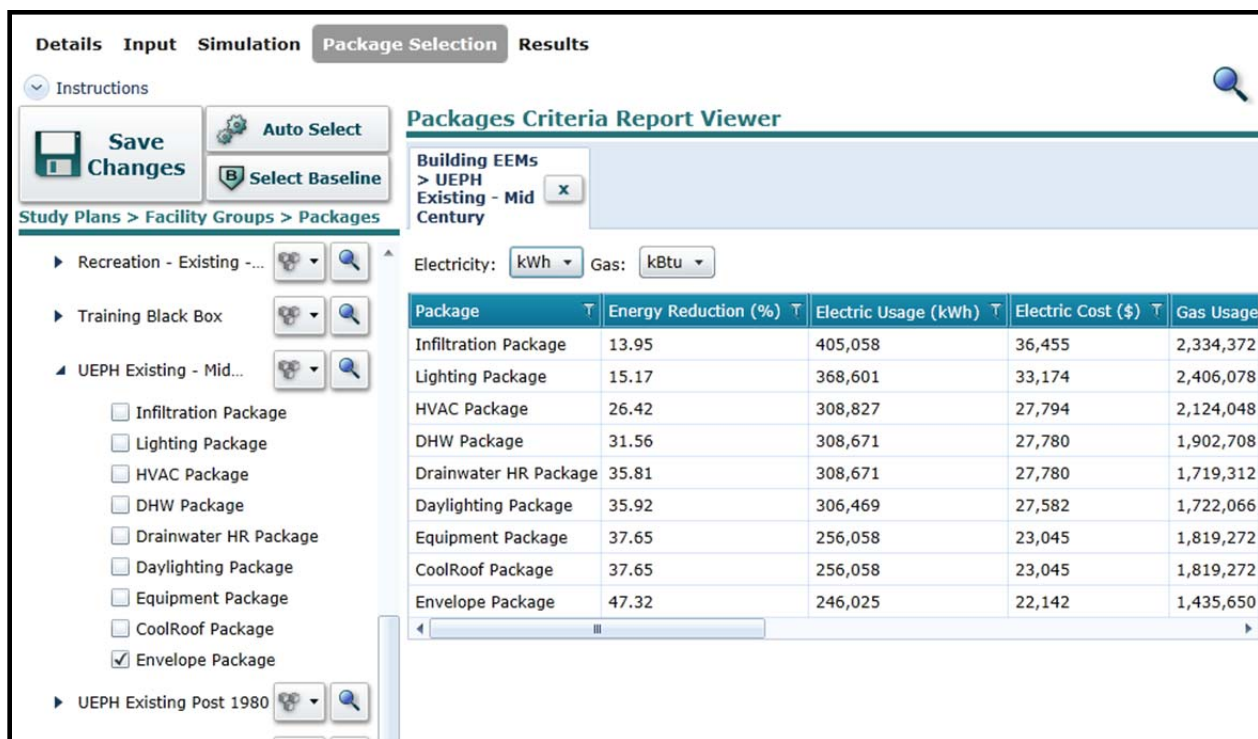 Details Input Simulation Package Selection Results
Instructions
Save
Changes
Auto Select
B Select Baseline
Study Plans > Facility Groups > Packages
Recreation - Existing -...
Training Black Box
UEPH Existing - Mid...
Infiltration Package
Lighting Package
HVAC Package
DHW Package
Drainwater HR Package
Daylighting Package
Equipment Package
CoolRoof Package
Envelope Package
UEPH Existing Post 1980
Packages Criteria Report Viewer
Building EEMs
> UEPH
Existing - Mid
Century
x
Electricity: kWh Gas: kBtu
Package Energy Reduction (%) Electric Usage (kWh) Electric Cost ($) Gas Usage
Infiltration Package 13.95 405,058 36,455 2,334,372
Lighting Package 15.17 368,601 33,174 2,406,078
HVAC Package 26.42 308,827 27,794 2,124,048
DHW Package 31.56 308,671 27,780 1,902,708
Drainwater HR Package 35.81 308,671 27,780 1,719,312
Daylighting Package 35.92 306,469 27,582 1,722,066
Equipment Package 37.65 256,058 23,045 1,819,272
CoolRoof Package 37.65 256,058 23,045 1,819,272
Envelope Package 47.32 246,025 22,142 1,435,650